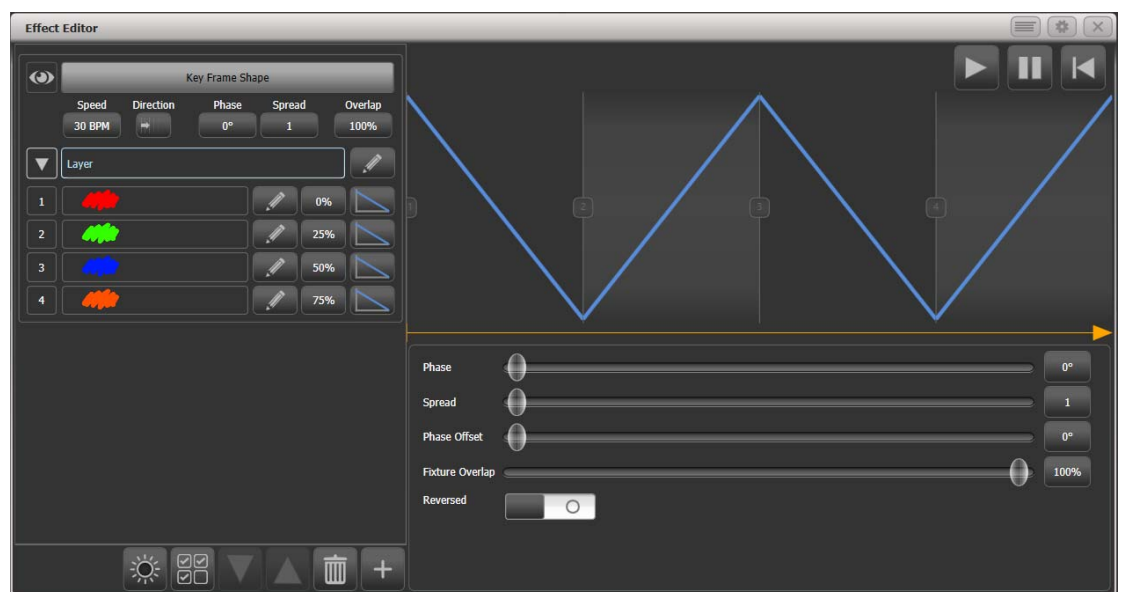 Effect Editor
Key Frame Shape
Speed Direction Phase Spread Overlap
30 BPM 0° 1 100%
Layer
1 0%
2 25%
3 50%
4 75%
1 2 3 4
Phase 0°
Spread 1
Phase Offset 0°
Fixture Overlap 100%
Reversed